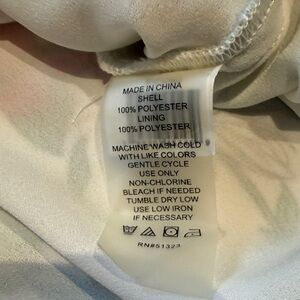 MADE IN CHINA
SHELL
100% POLYESTER
LINING
100% POLYESTER
MACHINE WASH COLD
WITH LIKE COLORS
GENTLE CYCLE
USE ONLY
NON-CHLORINE
BLEACH IF NEEDED
TUMBLE DRY LOW
USE LOW IRON
IF NECESSARY
RN#51323